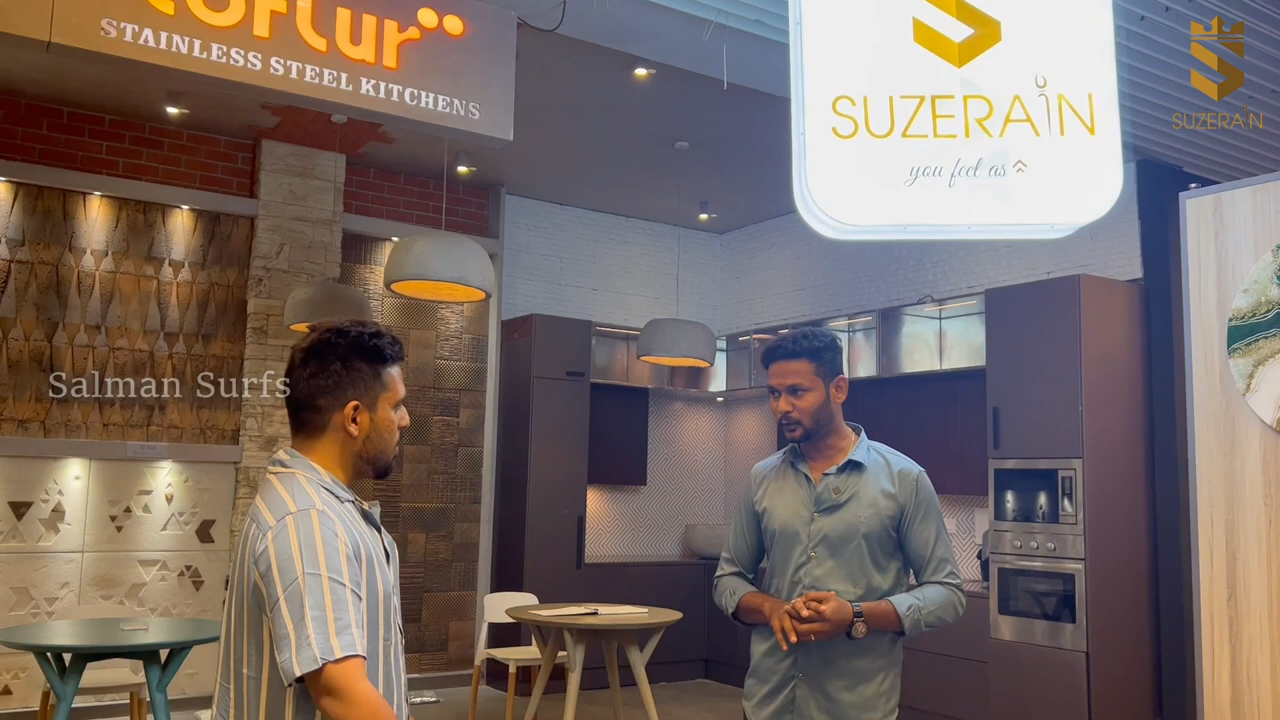 STAINLESS STEEL KITCHENS
SUZERAIN
you feel as
SUZERAIN
Salman Surfs